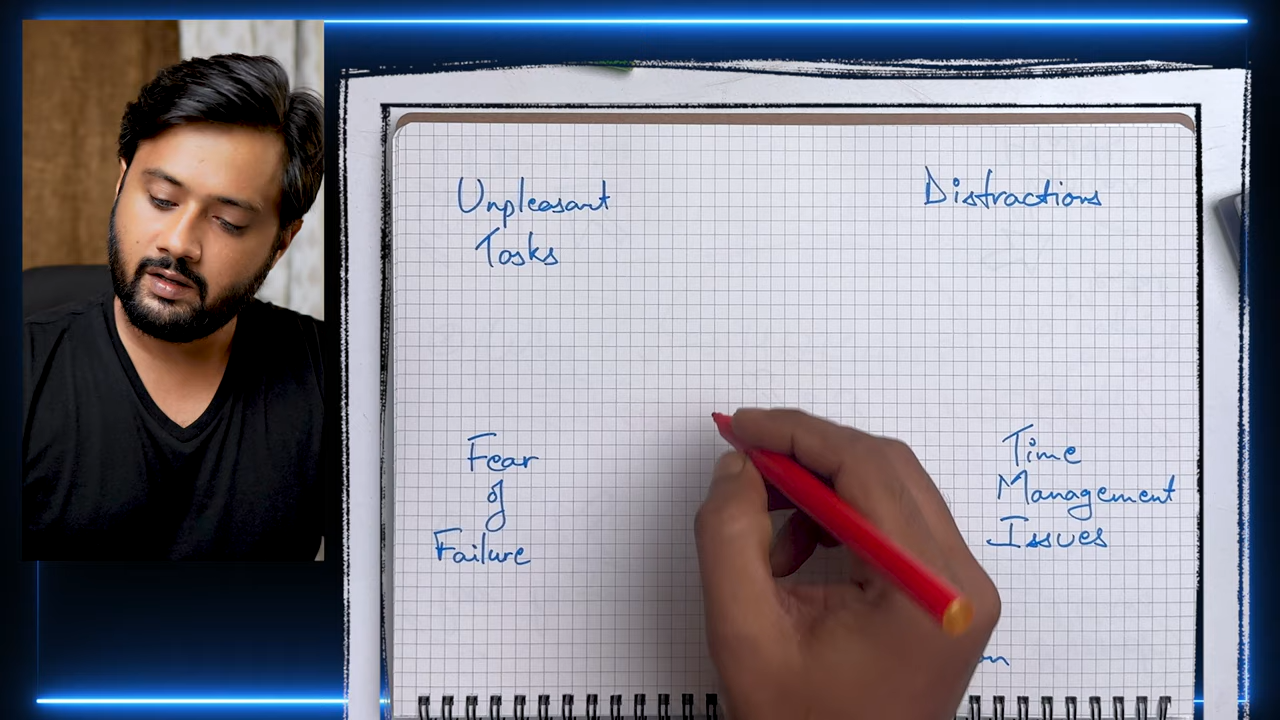 Unpleasant
Tasks
Distractions
Fear
of
Failure
Time
Management
Issues